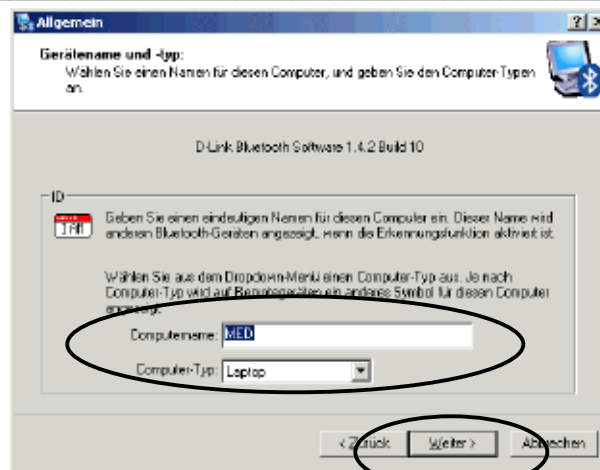 Allgemein
Gerätename und -typ:
Wählen Sie einen Namen für diesen Computer, und geben Sie den Computer-Typen
an.
D-Link Bluetooth Software 1.4.2 Build 10
ID
Geben Sie einen eindeutigen Namen für diesen Computer ein. Dieser Name wird
anderen Bluetooth-Geräten angezeigt, wenn die Erkennungsfunktion aktiviert ist.
Wählen Sie aus dem Dropdown-Menü einen Computer-Typ aus. Je nach
Computer-Typ wird auf Remotegeräten ein anderes Symbol für diesen Computer
angezeigt.
Computername: MED
Computer-Typ: Laptop
< Zurück Weiter > Abbrechen